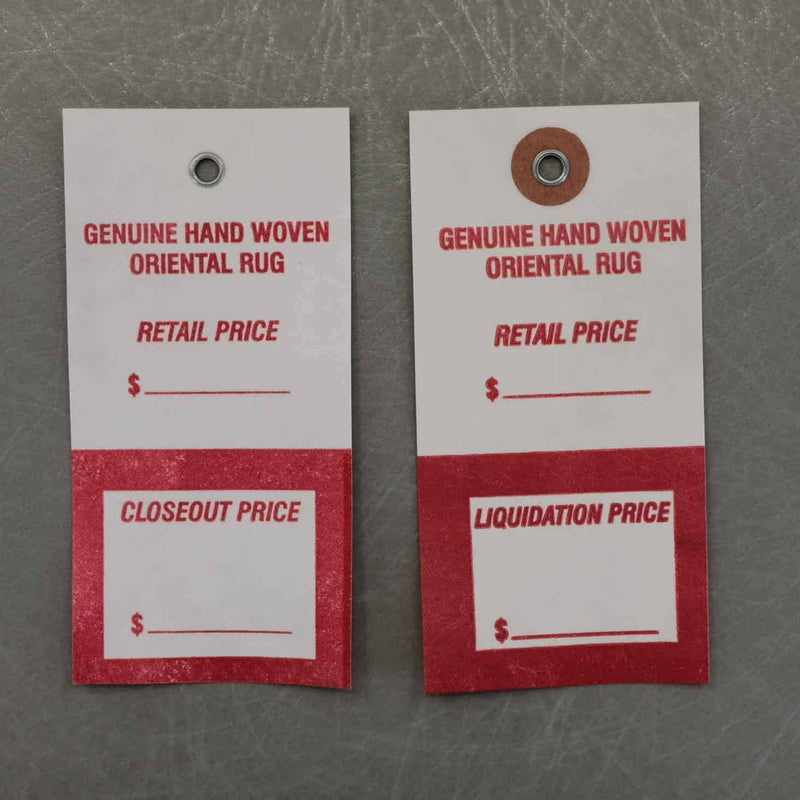 GENUINE HAND WOVEN
ORIENTAL RUG
RETAIL PRICE
$
CLOSEOUT PRICE
$
GENUINE HAND WOVEN
ORIENTAL RUG
RETAIL PRICE
$
LIQUIDATION PRICE
$